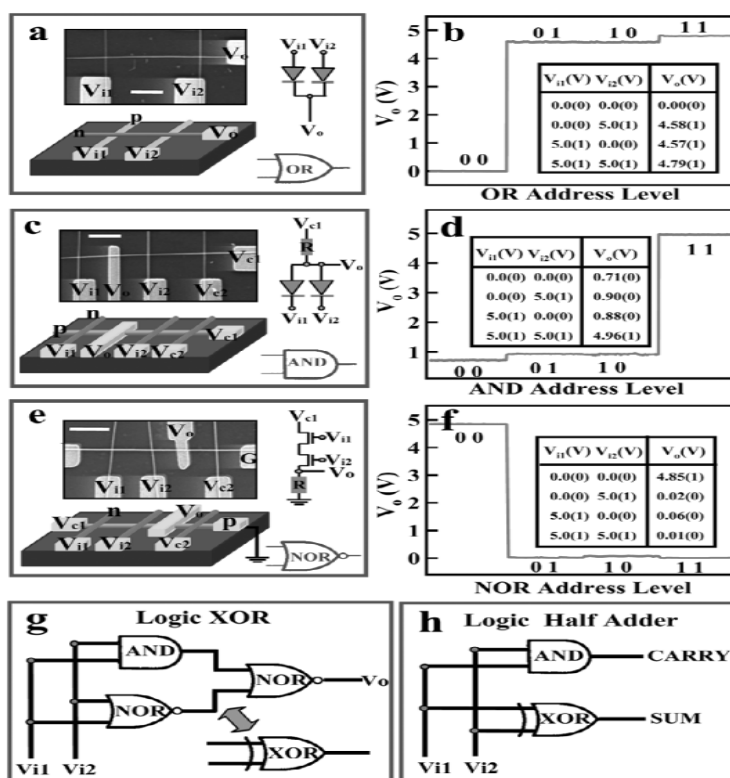 a
Vi1 Vi2 Vo
p
n
Vi1 Vi2 Vo
Vi1 Vi2
Vo
OR
b
Vo (V)
5
4
3
2
1
0
0 0
0 1
1 0
1 1
Vi1(V) Vi2(V) Vo(V)
0.0(0) 0.0(0) 0.00(0)
0.0(0) 5.0(1) 4.58(1)
5.0(1) 0.0(0) 4.57(1)
5.0(1) 5.0(1) 4.79(1)
OR Address Level
c
Vi1 Vo Vi2 Vc2 Vc1
n
p
Vi1 Vo Vi2 Vc2 Vc1
Vc1
R
Vo
Vi1 Vi2
AND
d
Vo (V)
5
4
3
2
1
0 0
0 1
1 0
1 1
Vi1(V) Vi2(V) Vo(V)
0.0(0) 0.0(0) 0.71(0)
0.0(0) 5.0(1) 0.90(0)
5.0(1) 0.0(0) 0.88(0)
5.0(1) 5.0(1) 4.96(1)
AND Address Level
e
Vo
G
Vi1 Vi2 Vc2
n
Vo
Vc1 p
Vi1 Vi2 Vc2
Vc1
Vi1
Vi2
Vo
R
NOR
f
Vo (V)
5
4
3
2
1
0
0 0
0 1
1 0
1 1
Vi1(V) Vi2(V) Vo(V)
0.0(0) 0.0(0) 4.85(1)
0.0(0) 5.0(1) 0.02(0)
5.0(1) 0.0(0) 0.06(0)
5.0(1) 5.0(1) 0.01(0)
NOR Address Level
g
Logic XOR
AND
NOR
NOR
Vo
XOR
Vi1 Vi2
h
Logic Half Adder
AND
CARRY
XOR
SUM
Vi1 Vi2